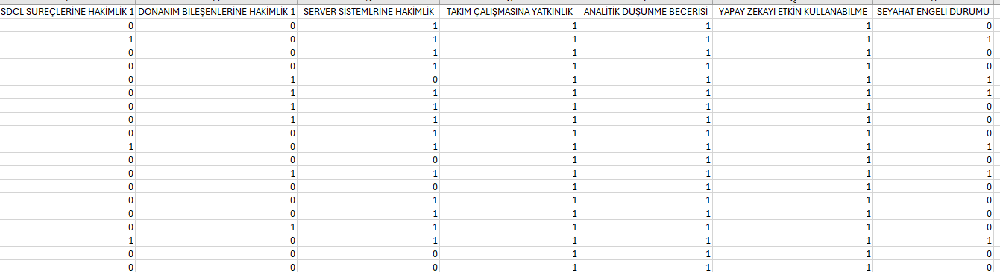 SDCL SÜREÇLERİNE HAKİMLİK 1 DONANIM BİLEŞENLERİNE HAKİMLİK 1 SERVER SİSTEMLRİNE HAKİMLİK TAKIM ÇALIŞMASINA YATKINLIK ANALİTİK DÜŞÜNME BECERİSİ YAPAY ZEKAYI ETKİN KULLANABİLME SEYAHAT ENGELİ DURUMU
0 0 1 1 1 1 0
1 0 1 1 1 1 1
0 0 1 1 1 1 0
0 0 1 1 1 1 0
0 1 0 1 1 1 1
0 1 1 1 1 1 1
0 1 1 1 1 1 0
0 1 1 1 1 1 0
0 0 1 1 1 1 0
1 0 1 1 1 1 1
0 0 0 1 1 1 0
0 1 1 1 1 1 1
0 0 0 1 1 1 0
0 0 1 1 1 1 0
0 0 1 1 1 1 0
0 1 1 1 1 1 0
1 0 1 1 1 1 1
0 0 0 1 1 1 0
0 0 0 1 1 1 0